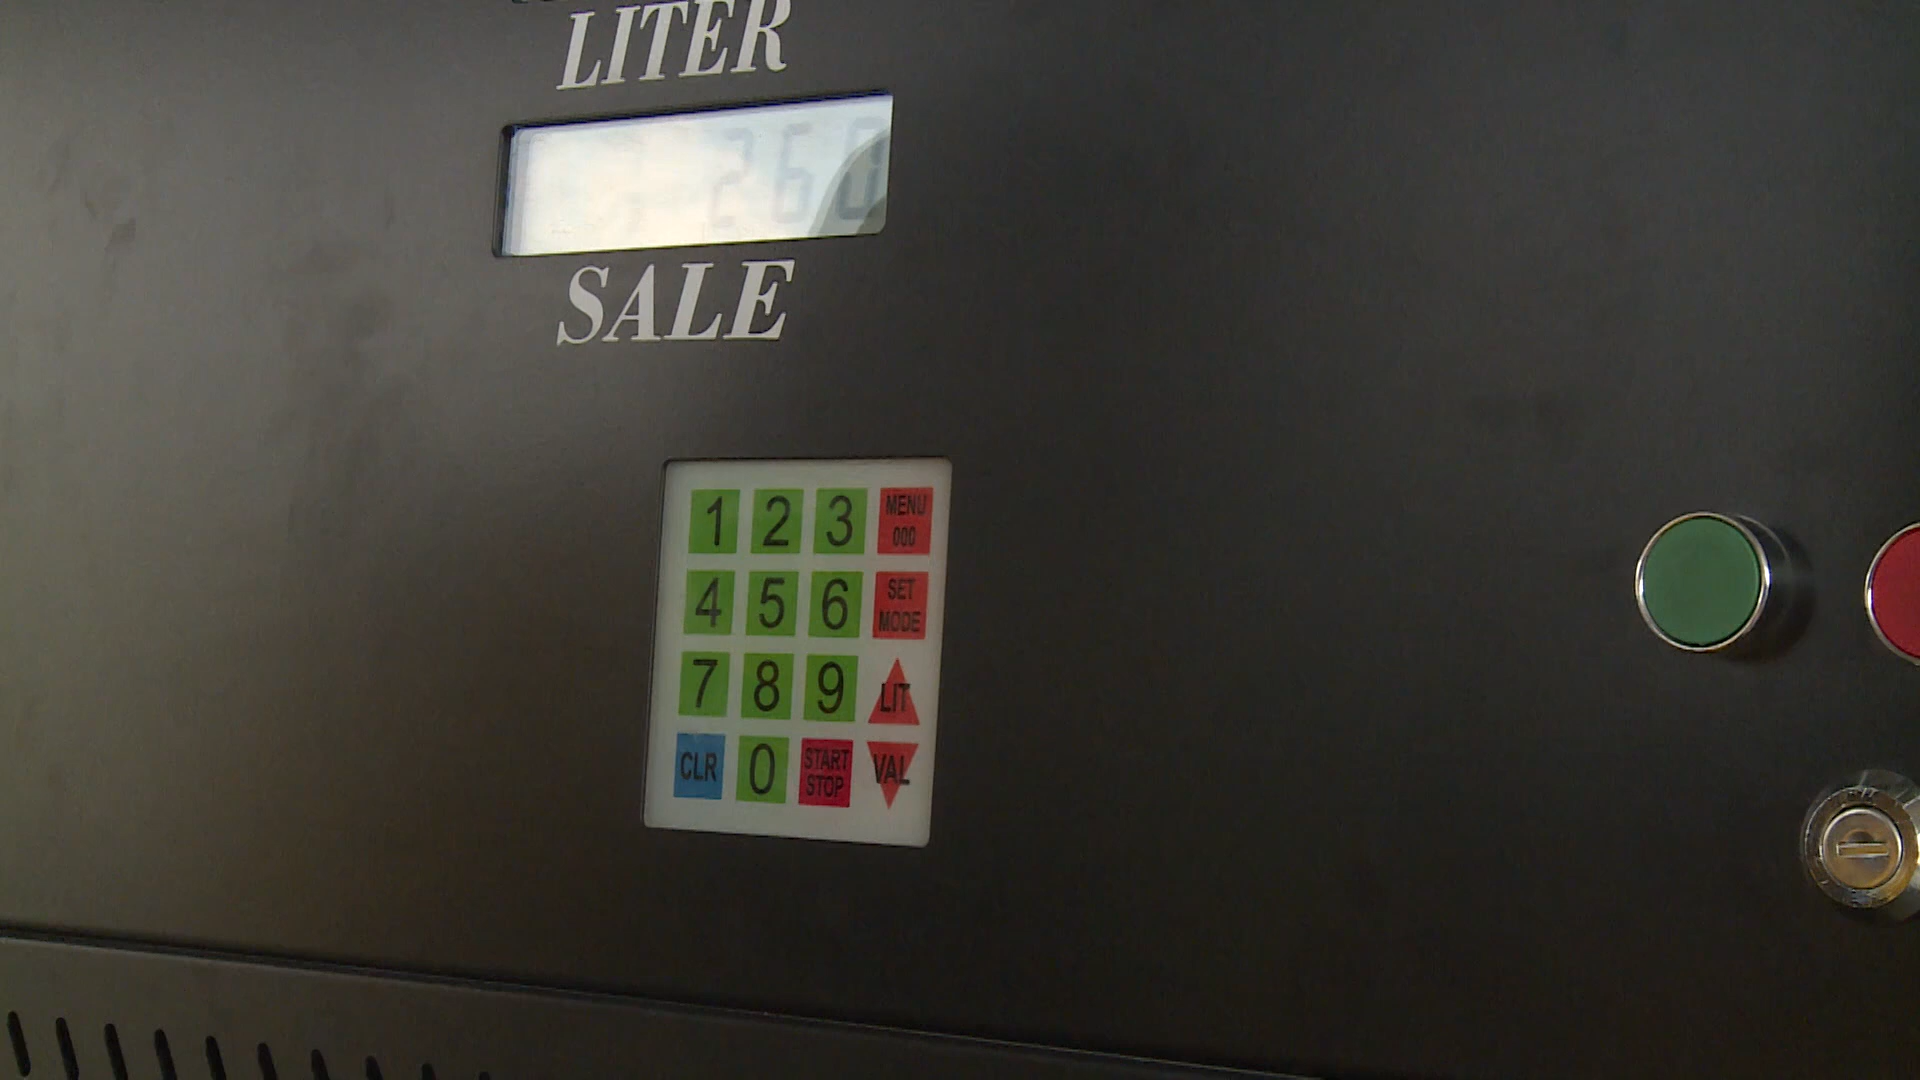 LITER
260
SALE
1 2 3 MENU 000
4 5 6 SET MODE
7 8 9 LIT
CLR 0 START STOP VAL